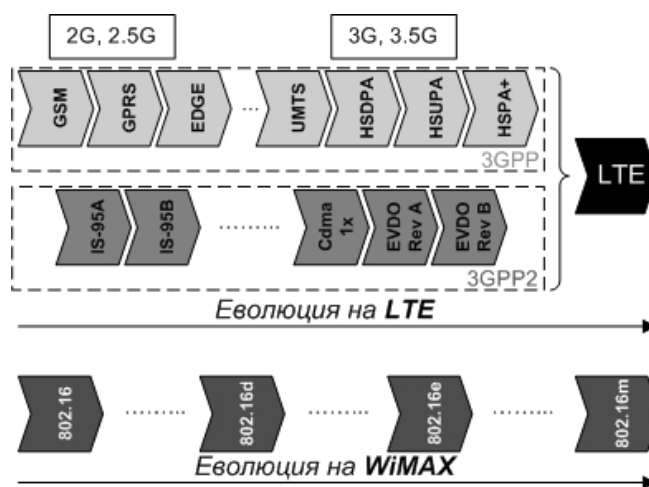 2G, 2.5G
3G, 3.5G
GSM
GPRS
EDGE
...
UMTS
HSDPA
HSUPA
HSPA+
3GPP
LTE
IS-95A
IS-95B
Cdma
1x
EVDO
Rev A
EVDO
Rev B
3GPP2
Еволюция на LTE
802.16
802.16d
802.16e
802.16m
Еволюция на WiMAX